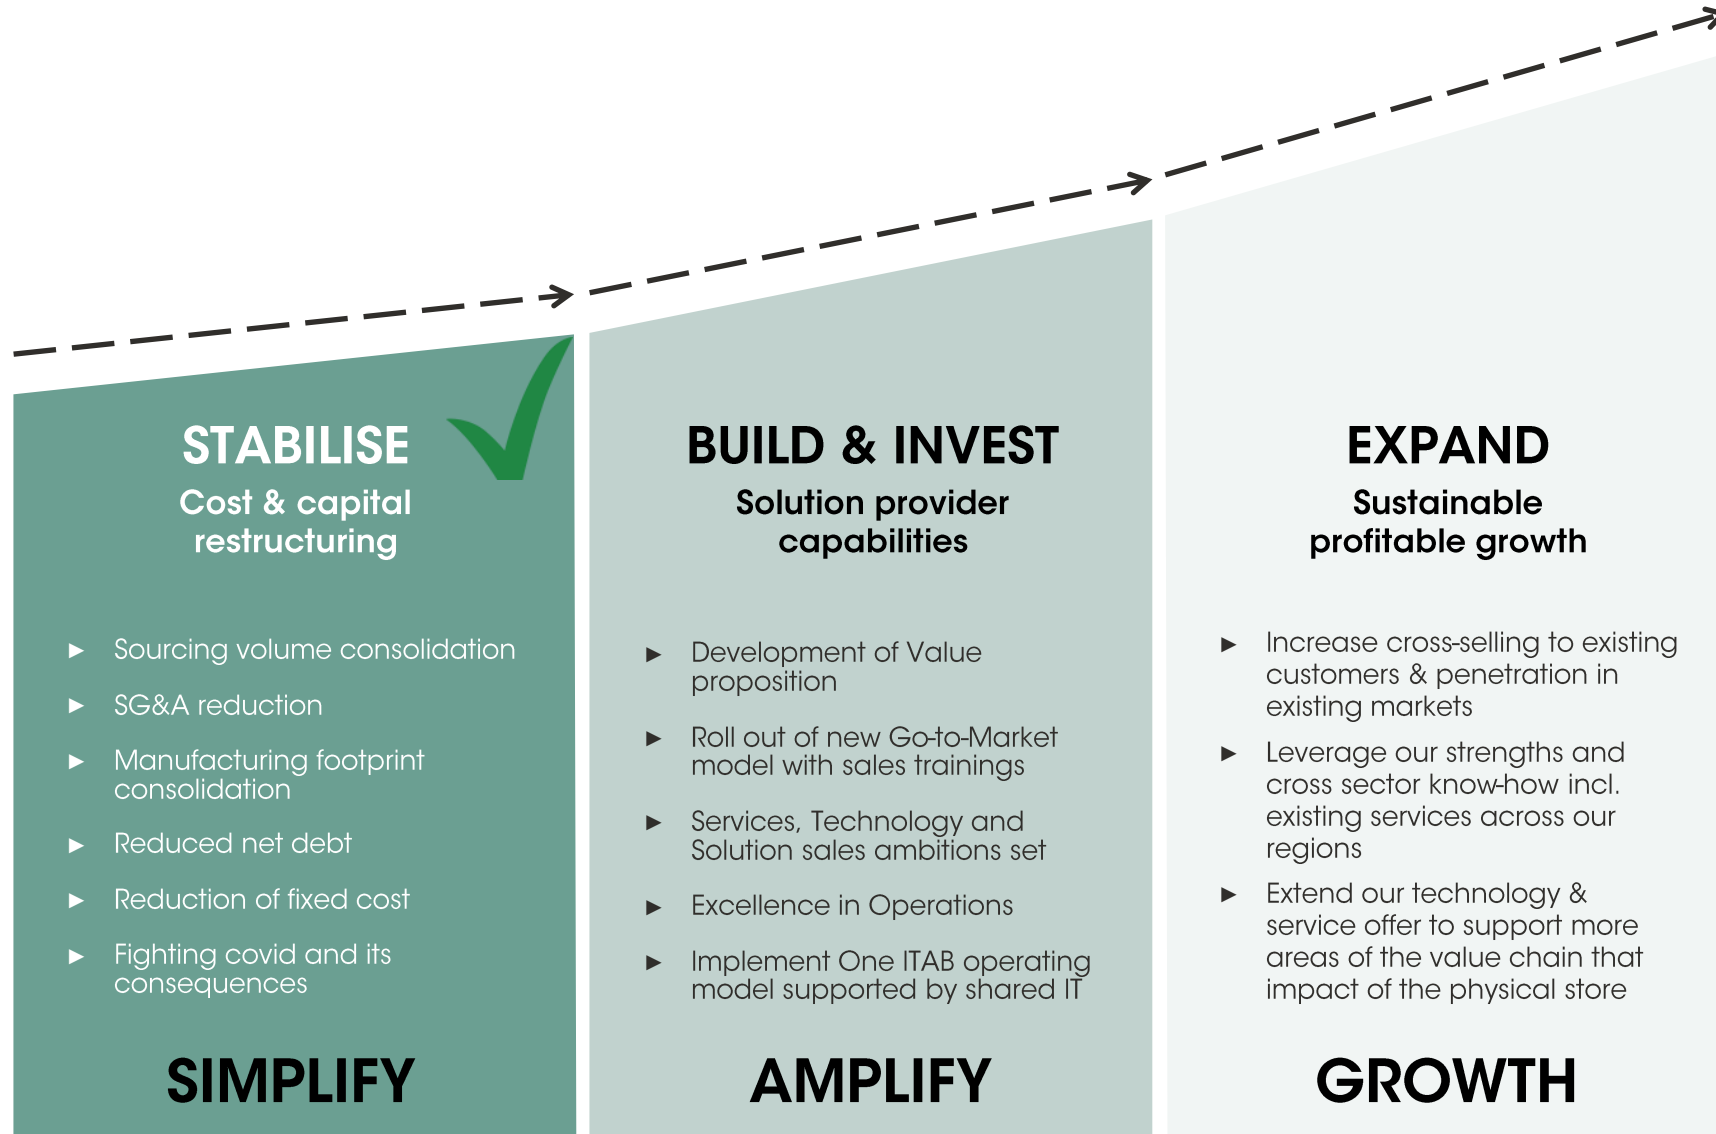 STABILISE
Cost & capital
restructuring
► Sourcing volume consolidation
► SG&A reduction
► Manufacturing footprint
consolidation
► Reduced net debt
► Reduction of fixed cost
► Fighting covid and its
consequences
SIMPLIFY
BUILD & INVEST
Solution provider
capabilities
► Development of Value
proposition
► Roll out of new Go-to-Market
model with sales trainings
► Services, Technology and
Solution sales ambitions set
► Excellence in Operations
► Implement One ITAB operating
model supported by shared IT
AMPLIFY
EXPAND
Sustainable
profitable growth
► Increase cross-selling to existing
customers & penetration in
existing markets
► Leverage our strengths and
cross sector know-how incl.
existing services across our
regions
► Extend our technology &
service offer to support more
areas of the value chain that
impact of the physical store
GROWTH